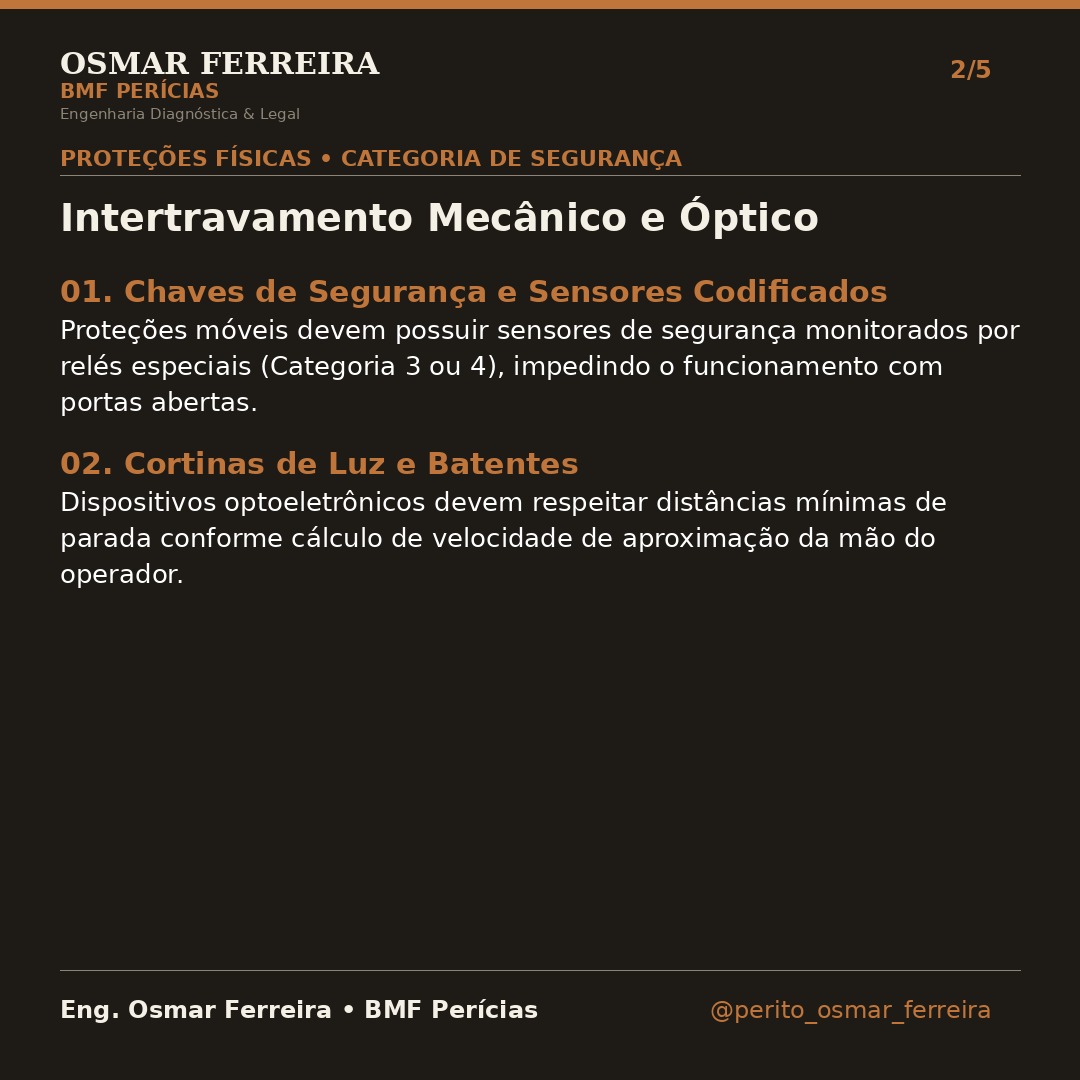 OSMAR FERREIRA
2/5
BMF PERÍCIAS
Engenharia Diagnóstica & Legal
PROTEÇÕES FÍSICAS • CATEGORIA DE SEGURANÇA
Intertravamento Mecânico e Óptico
01. Chaves de Segurança e Sensores Codificados
Proteções móveis devem possuir sensores de segurança monitorados por
relés especiais (Categoria 3 ou 4), impedindo o funcionamento com
portas abertas.
02. Cortinas de Luz e Batentes
Dispositivos optoeletrônicos devem respeitar distâncias mínimas de
parada conforme cálculo de velocidade de aproximação da mão do
operador.
Eng. Osmar Ferreira • BMF Perícias
@perito_osmar_ferreira